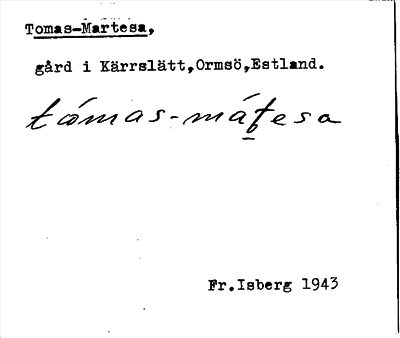 Tomas-Martesa,
gård i Kärrslätt,Ormsö,Estland.
tómas-máṯesa
Fr.Isberg 1943